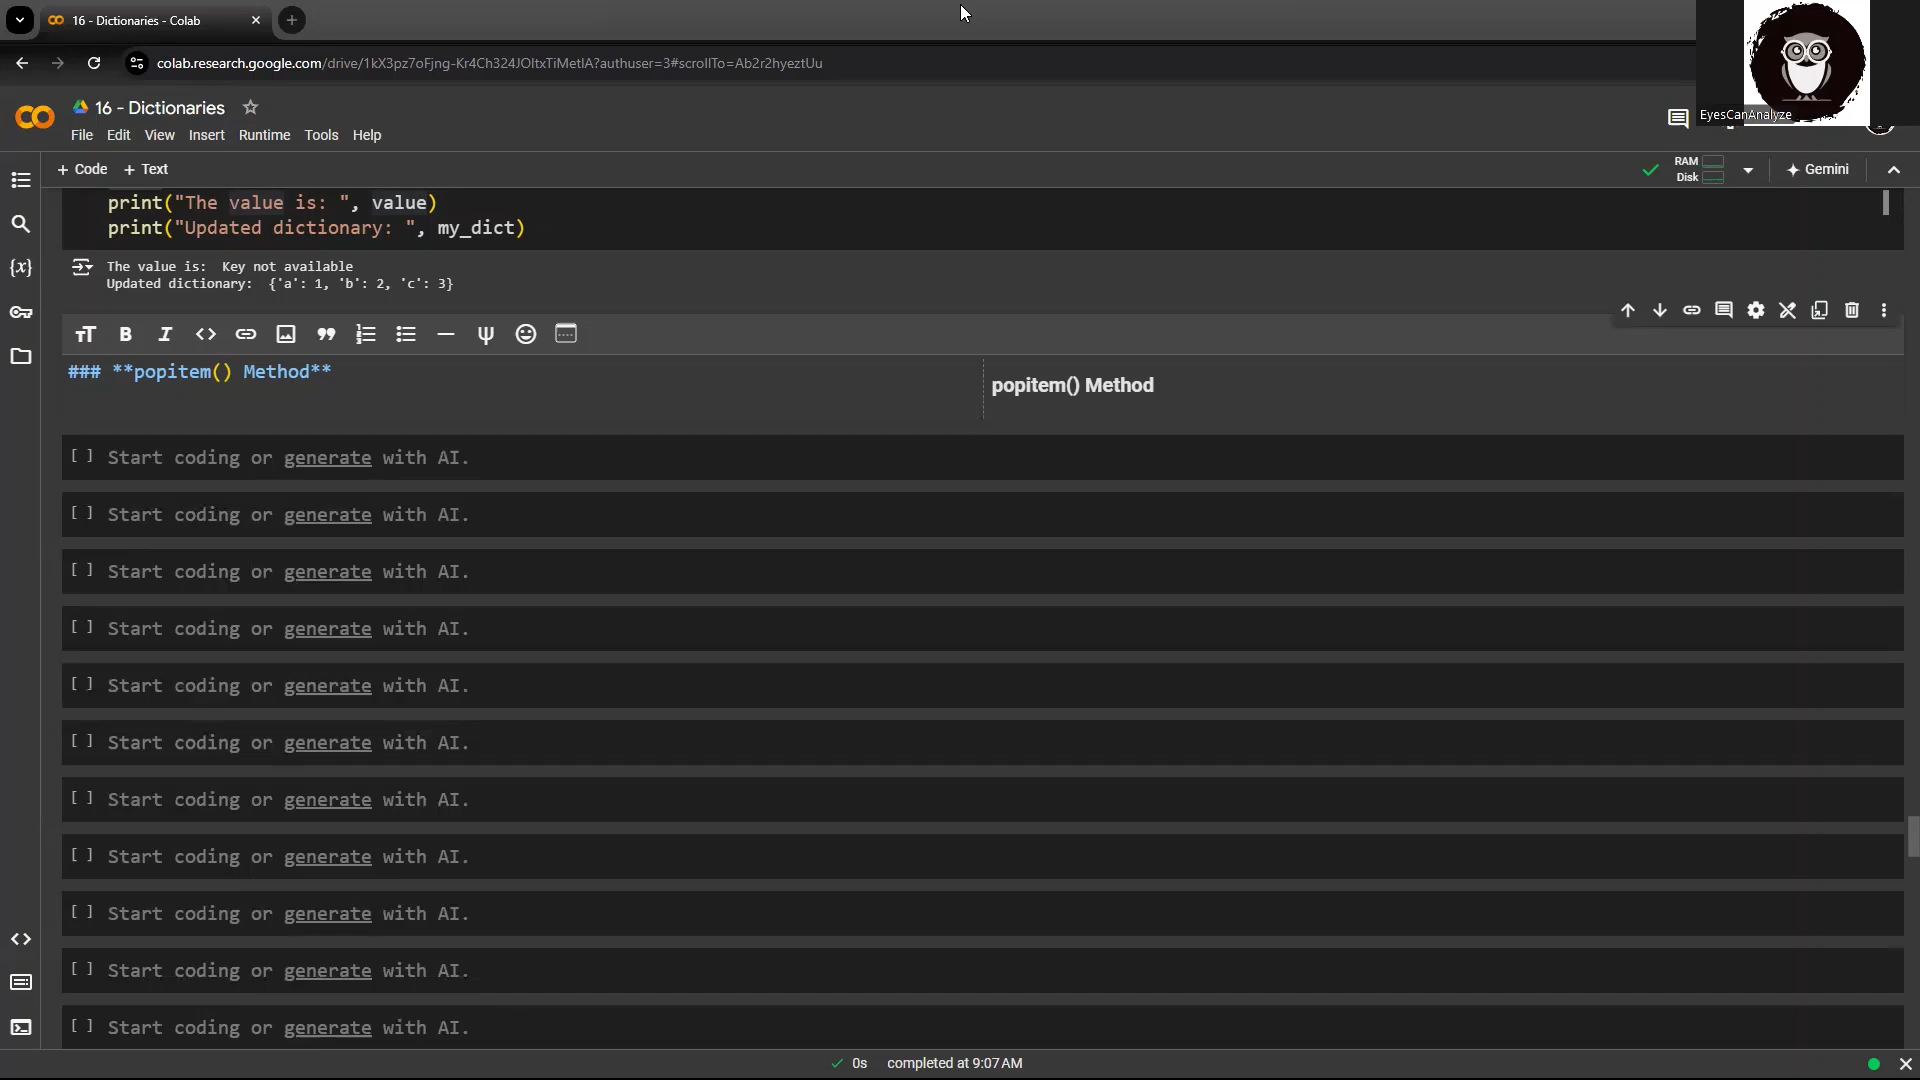 16 - Dictionaries - Colab
colab.research.google.com/drive/1kX3pz7oFjng-Kr4Ch324JOltxTiMetlA?authuser=3#scrollTo=Ab2r2hyeztUu
16 - Dictionaries
EyesCanAnalyze
File Edit View Insert Runtime Tools Help
+ Code + Text
RAM
Disk
Gemini
print("The value is: ", value)
print("Updated dictionary: ", my_dict)
The value is:  Key not available
Updated dictionary:  {'a': 1, 'b': 2, 'c': 3}
### **popitem() Method**
popitem() Method
[ ] Start coding or generate with AI.
[ ] Start coding or generate with AI.
[ ] Start coding or generate with AI.
[ ] Start coding or generate with AI.
[ ] Start coding or generate with AI.
[ ] Start coding or generate with AI.
[ ] Start coding or generate with AI.
[ ] Start coding or generate with AI.
[ ] Start coding or generate with AI.
[ ] Start coding or generate with AI.
[ ] Start coding or generate with AI.
0s completed at 9:07 AM